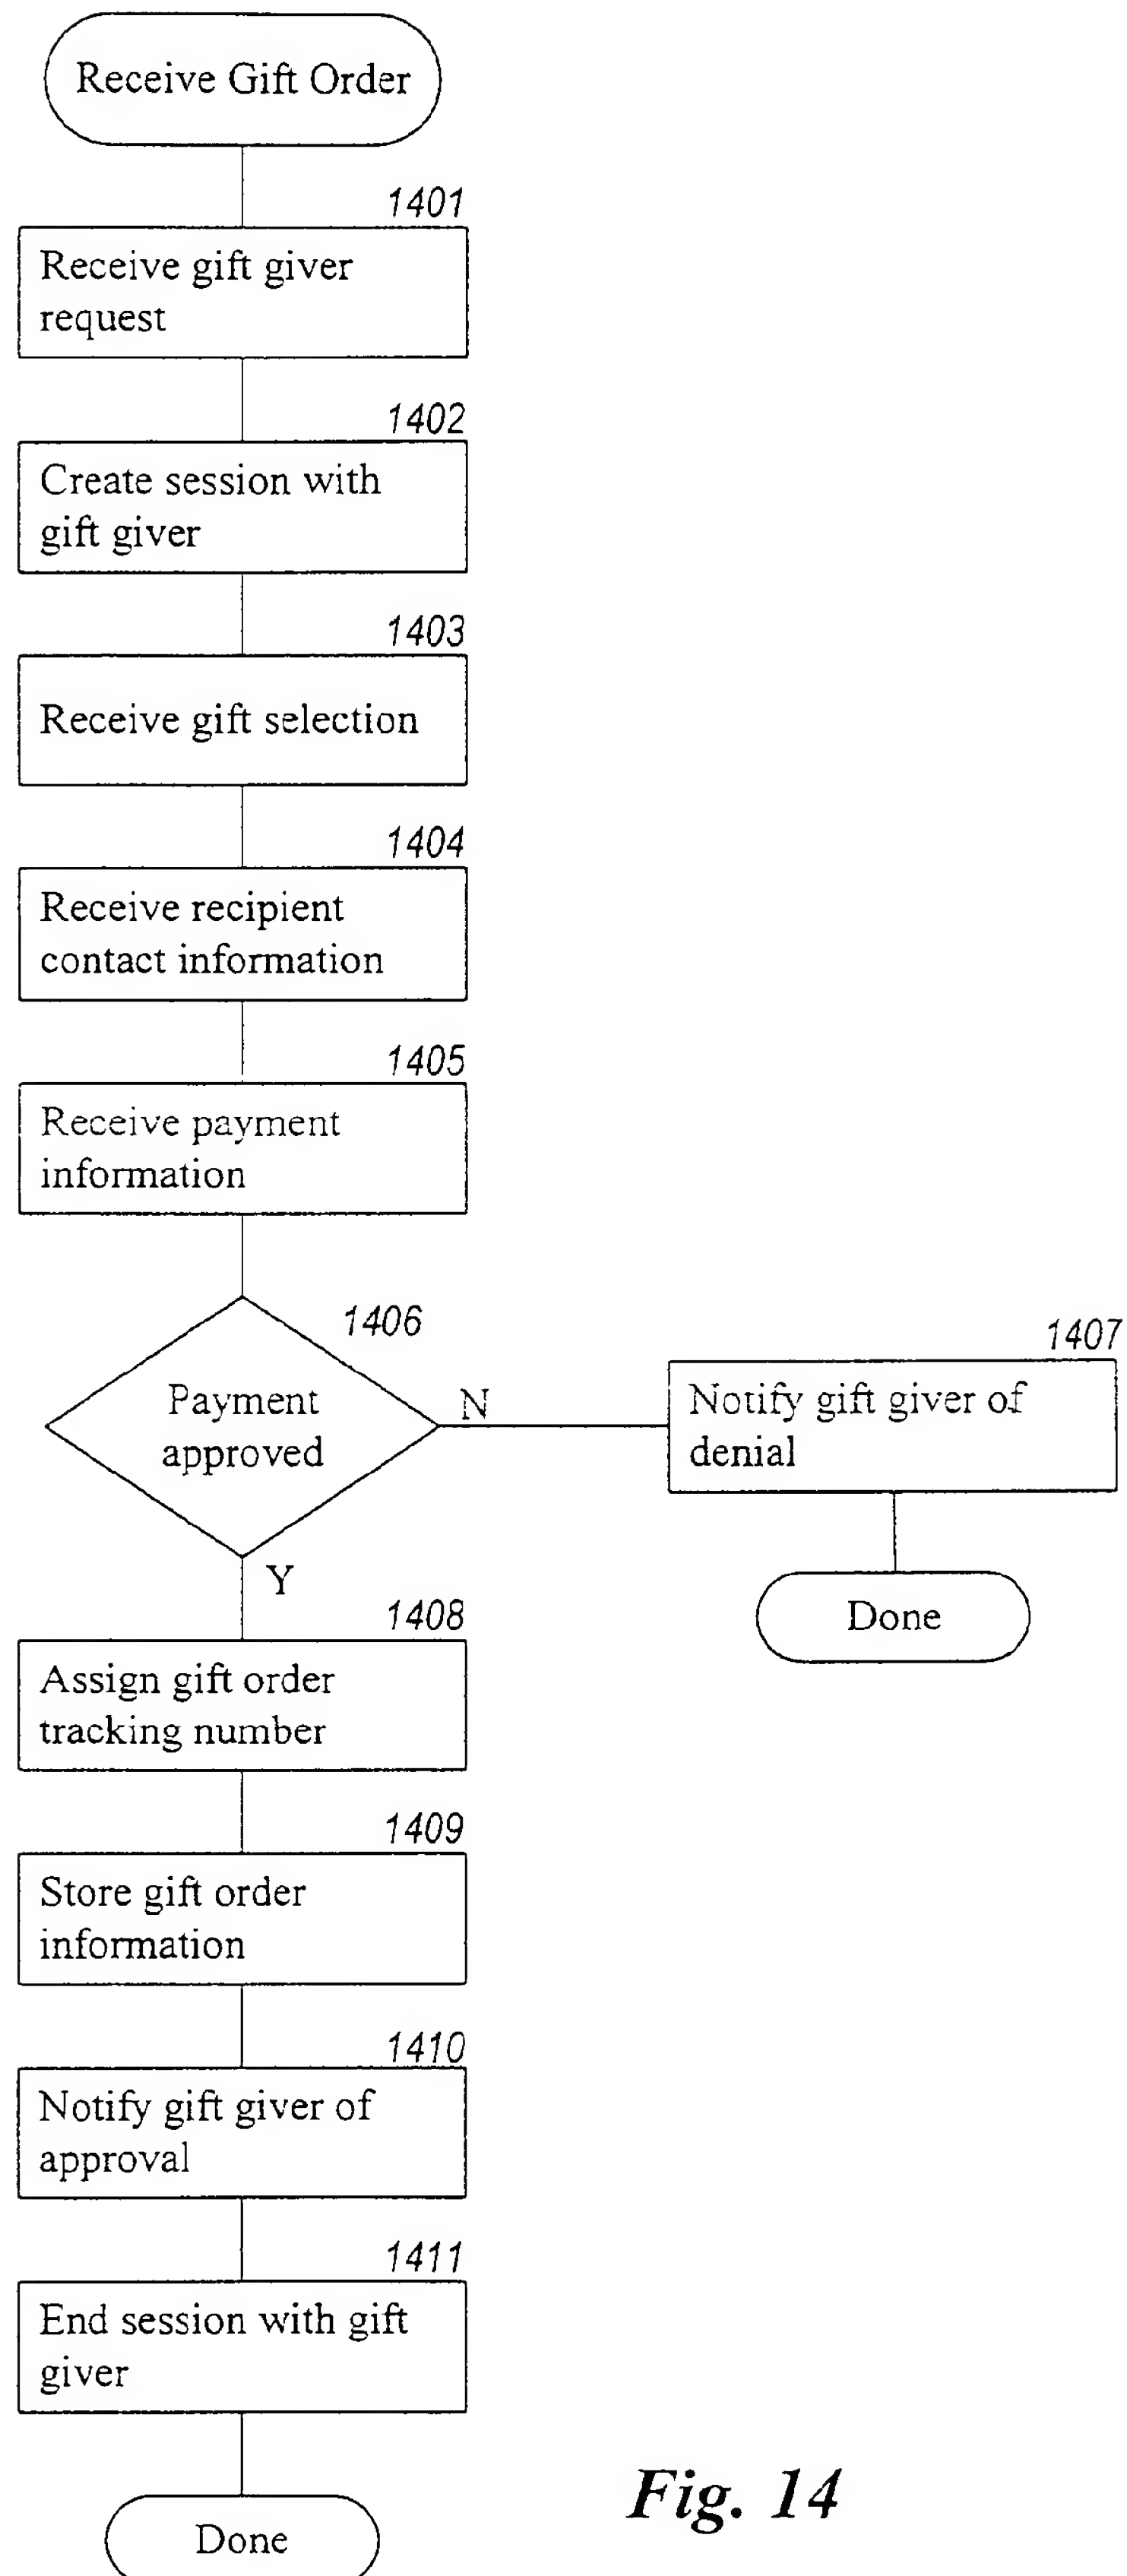 Receive Gift Order
1401
Receive gift giver
request
1402
Create session with
gift giver
1403
Receive gift selection
1404
Receive recipient
contact information
1405
Receive payment
information
1406
Payment
approved
N
1407
Notify gift giver of
denial
Done
Y
1408
Assign gift order
tracking number
1409
Store gift order
information
1410
Notify gift giver of
approval
1411
End session with gift
giver
Done
Fig. 14